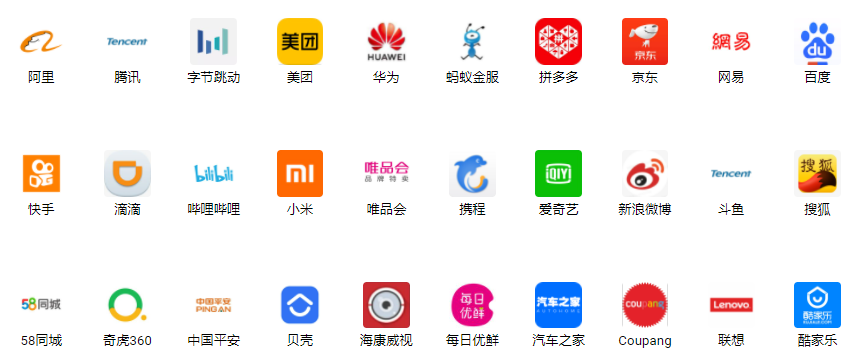 Tencent
美团
HUAWEI
京东
網易
du
阿里 腾讯 字节跳动 美团 华为 蚂蚁金服 拼多多 京东 网易 百度
bilibili
mi
唯品会
品牌特卖
QIY
Tencent
搜狐
快手 滴滴 哔哩哔哩 小米 唯品会 携程 爱奇艺 新浪微博 斗鱼 搜狐
58同城
中国平安
PINGAN
每日
优鲜
汽车之家
AUTOHOME
coupang
Lenovo
酷家乐
58同城 奇虎360 中国平安 贝壳 海康威视 每日优鲜 汽车之家 Coupang 联想 酷家乐